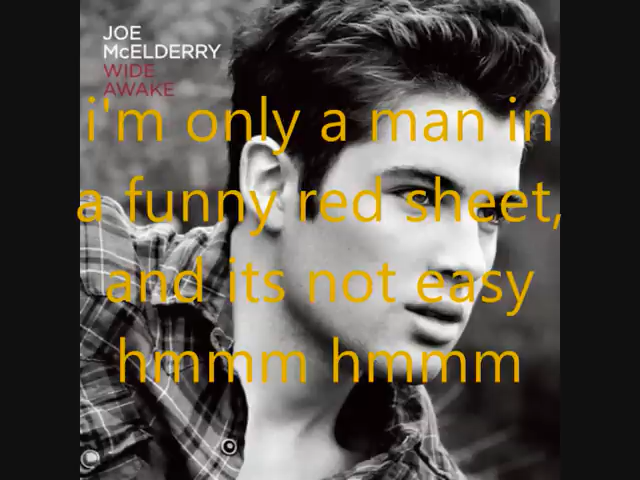 JOE
McELDERRY
WIDE
AWAKE
i'm only a man in
a funny red sheet,
and its not easy
hmmm hmmm